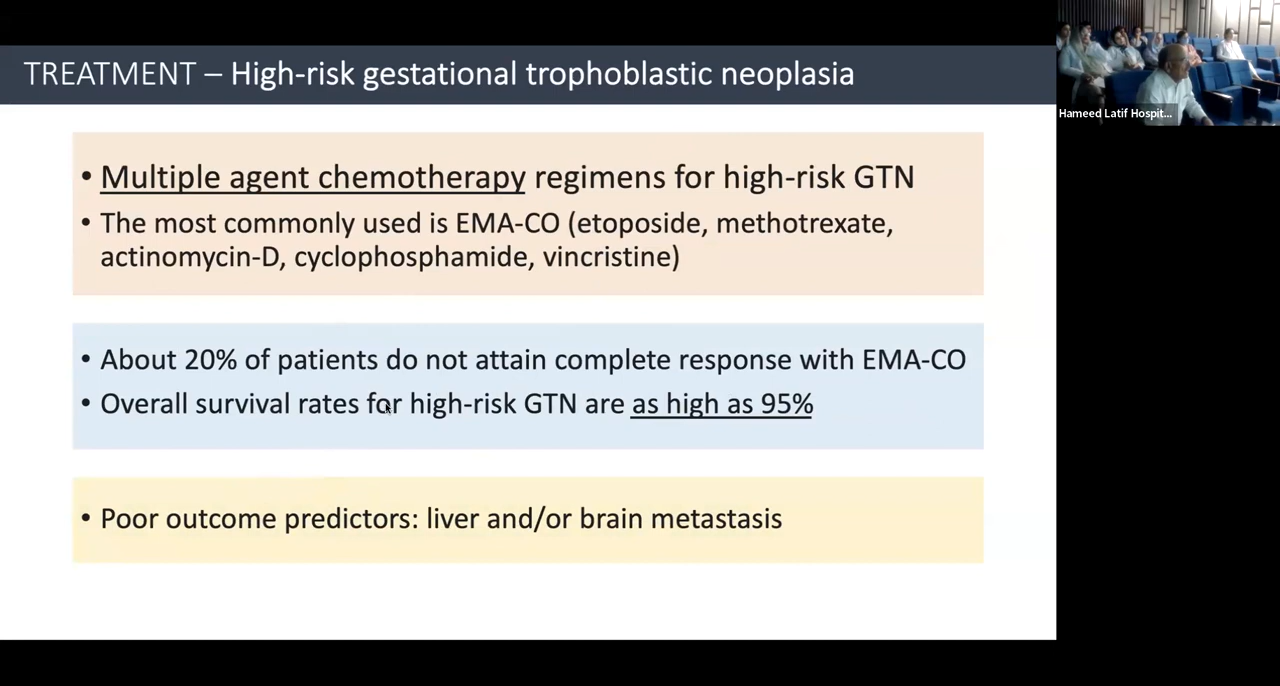 TREATMENT – High-risk gestational trophoblastic neoplasia
• Multiple agent chemotherapy regimens for high-risk GTN
• The most commonly used is EMA-CO (etoposide, methotrexate,
actinomycin-D, cyclophosphamide, vincristine)
• About 20% of patients do not attain complete response with EMA-CO
• Overall survival rates for high-risk GTN are as high as 95%
• Poor outcome predictors: liver and/or brain metastasis
Hameed Latif Hospit...